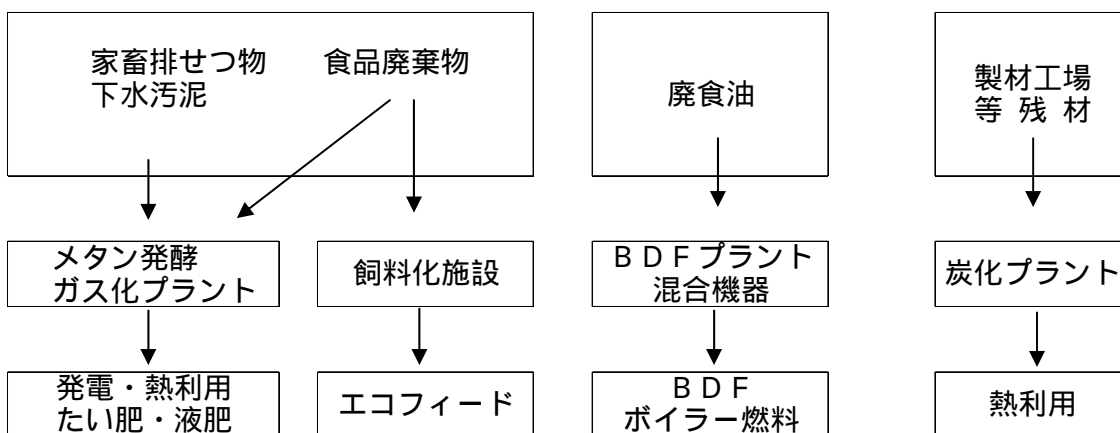 家畜排せつ物
下水汚泥
食品廃棄物
廃食油
製材工場
等 残 材
メタン発酵
ガス化プラント
飼料化施設
ＢＤＦプラント
混合機器
炭化プラント
発電・熱利用
たい肥・液肥
エコフィード
ＢＤＦ
ボイラー燃料
熱利用